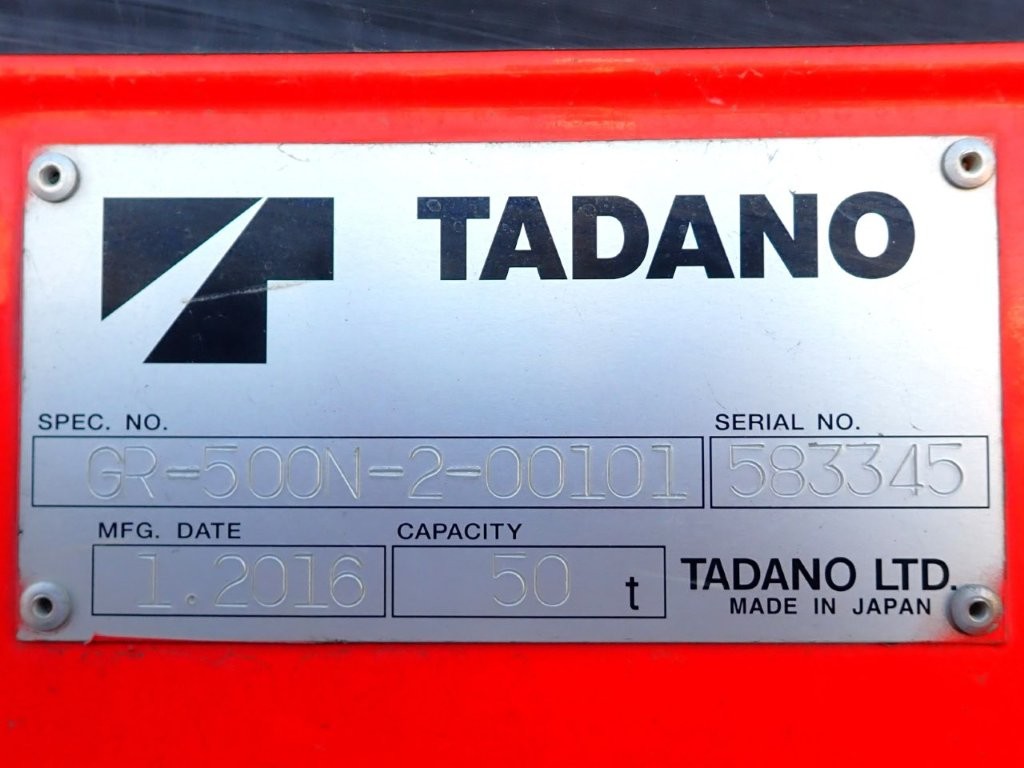 TADANO
SPEC. NO. SERIAL NO.
GR-500N-2-00101 583345
MFG. DATE CAPACITY
1.2016 50 t TADANO LTD.
MADE IN JAPAN